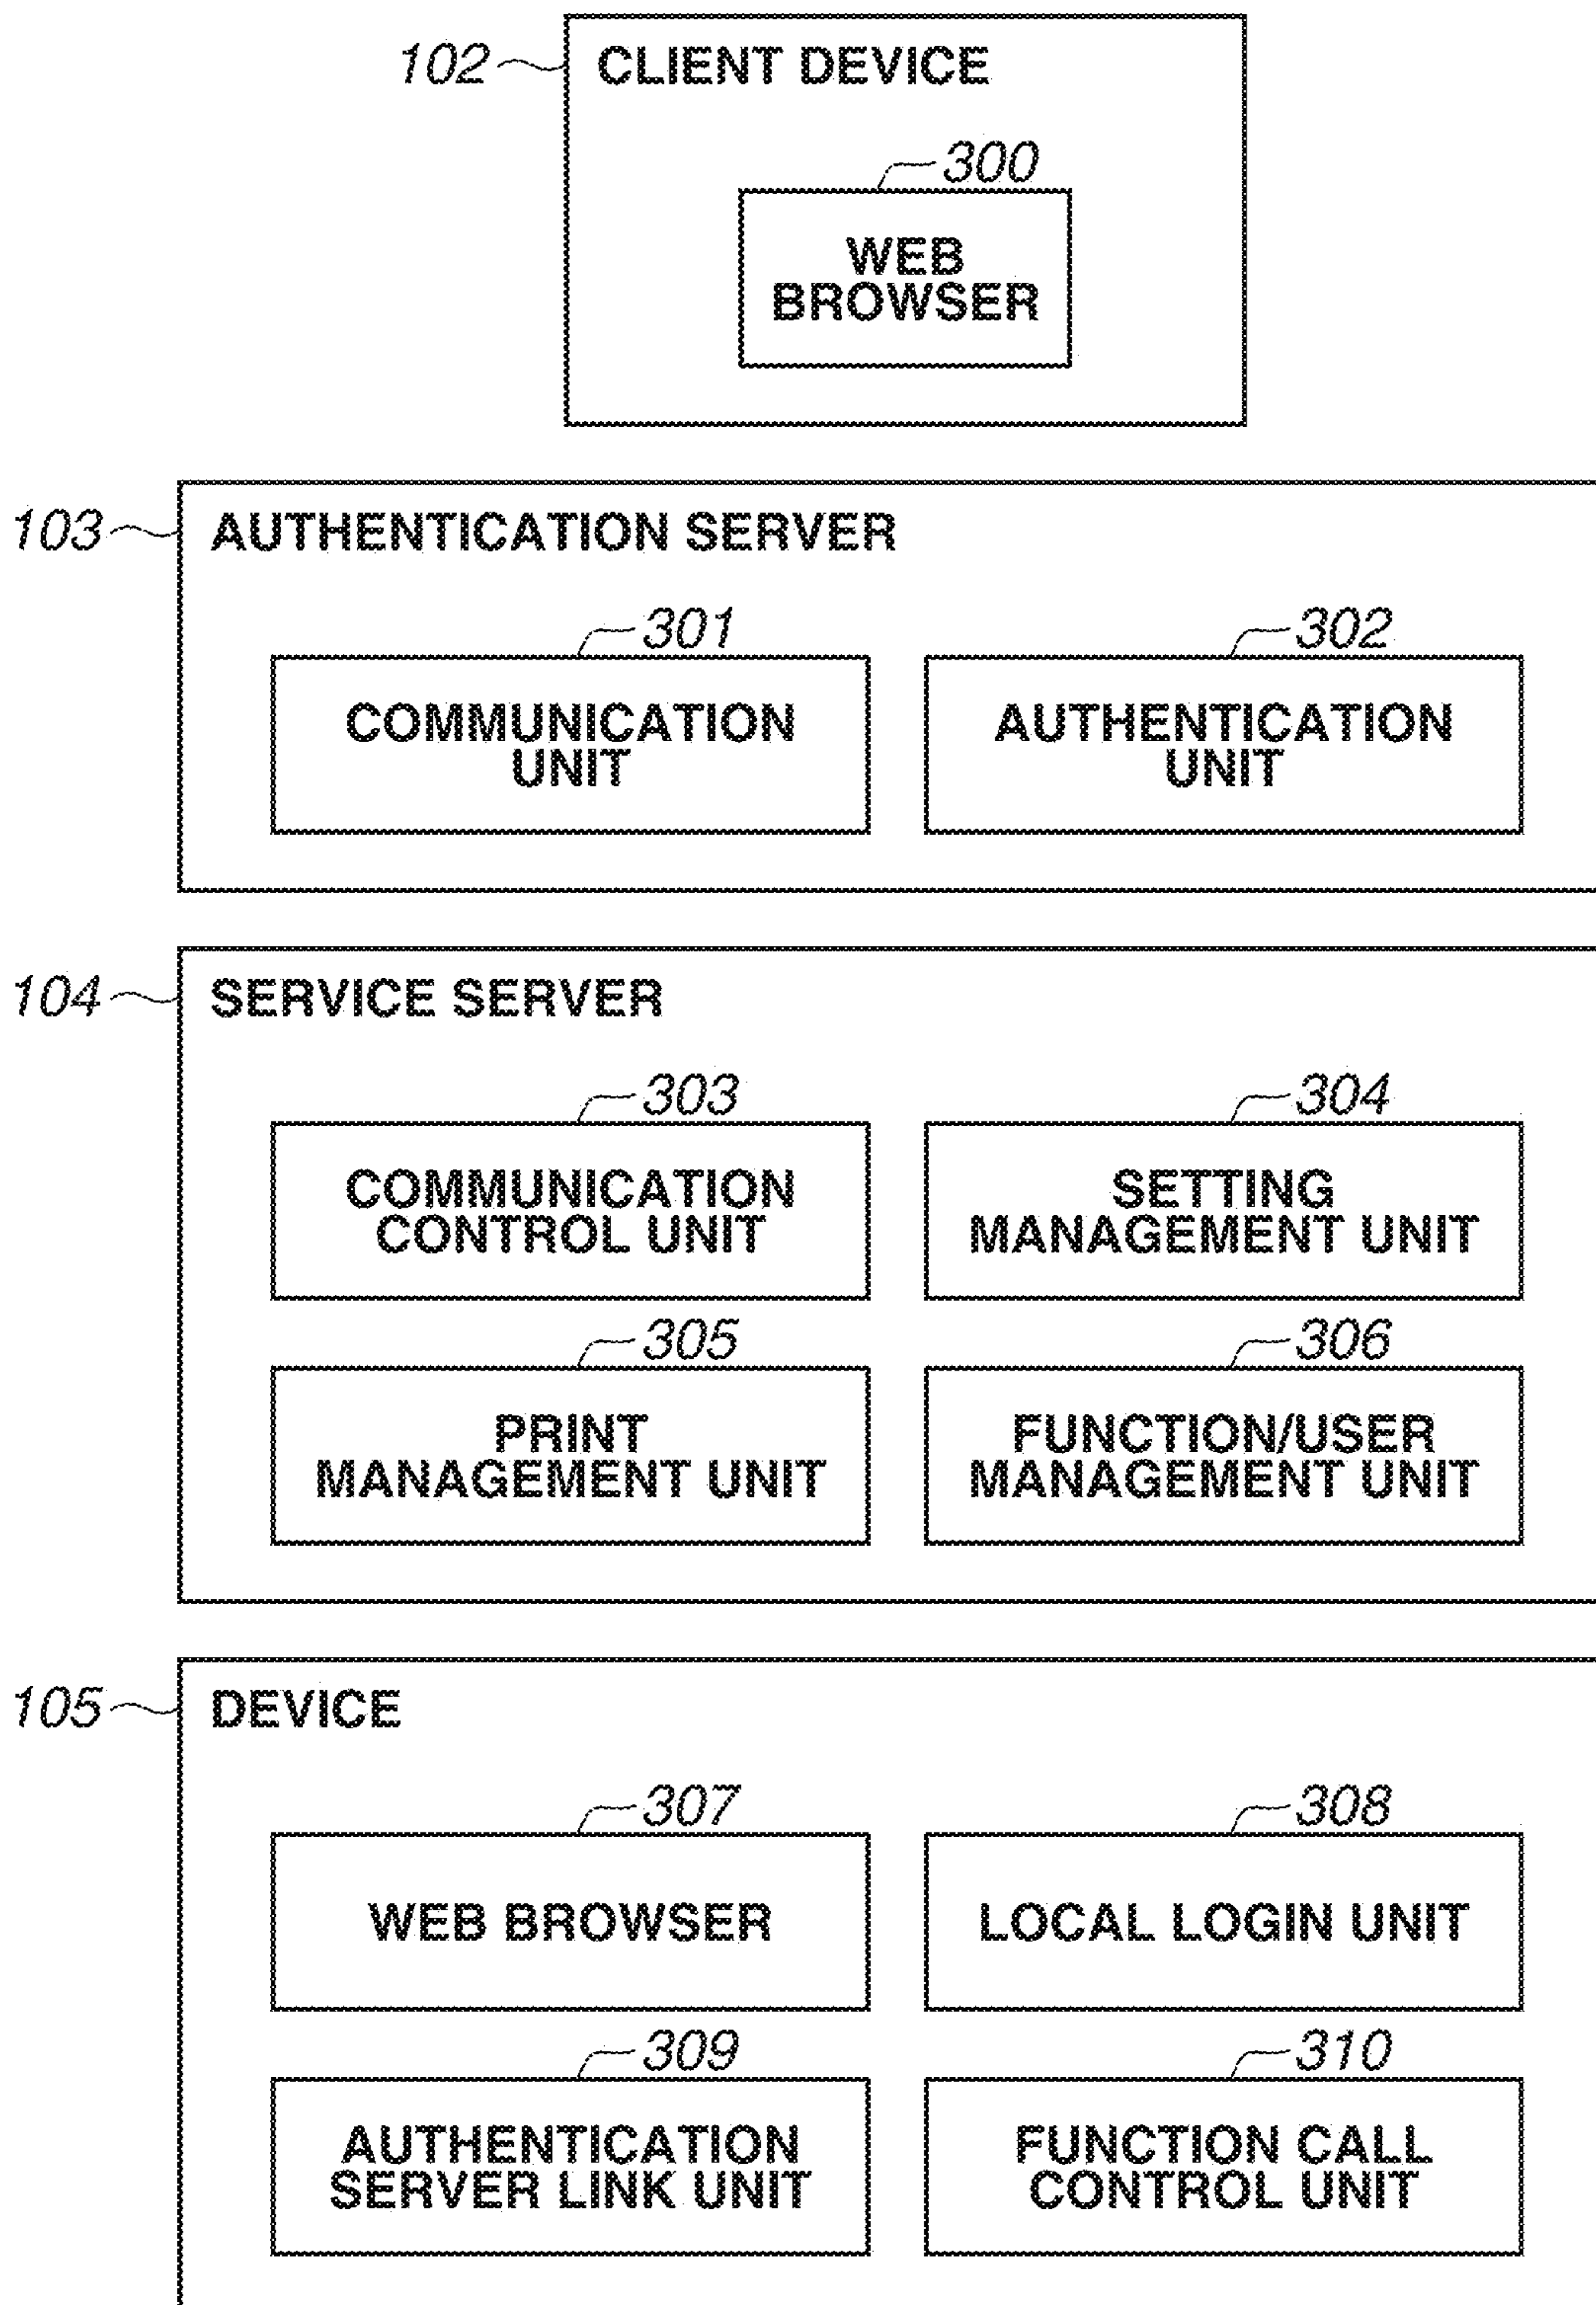 102
CLIENT DEVICE
300
WEB
BROWSER
103
AUTHENTICATION SERVER
301
302
COMMUNICATION
UNIT
AUTHENTICATION
UNIT
104
SERVICE SERVER
303
304
COMMUNICATION
CONTROL UNIT
SETTING
MANAGEMENT UNIT
305
306
PRINT
MANAGEMENT UNIT
FUNCTION/USER
MANAGEMENT UNIT
105
DEVICE
307
308
WEB BROWSER
LOCAL LOGIN UNIT
309
310
AUTHENTICATION
SERVER LINK UNIT
FUNCTION CALL
CONTROL UNIT